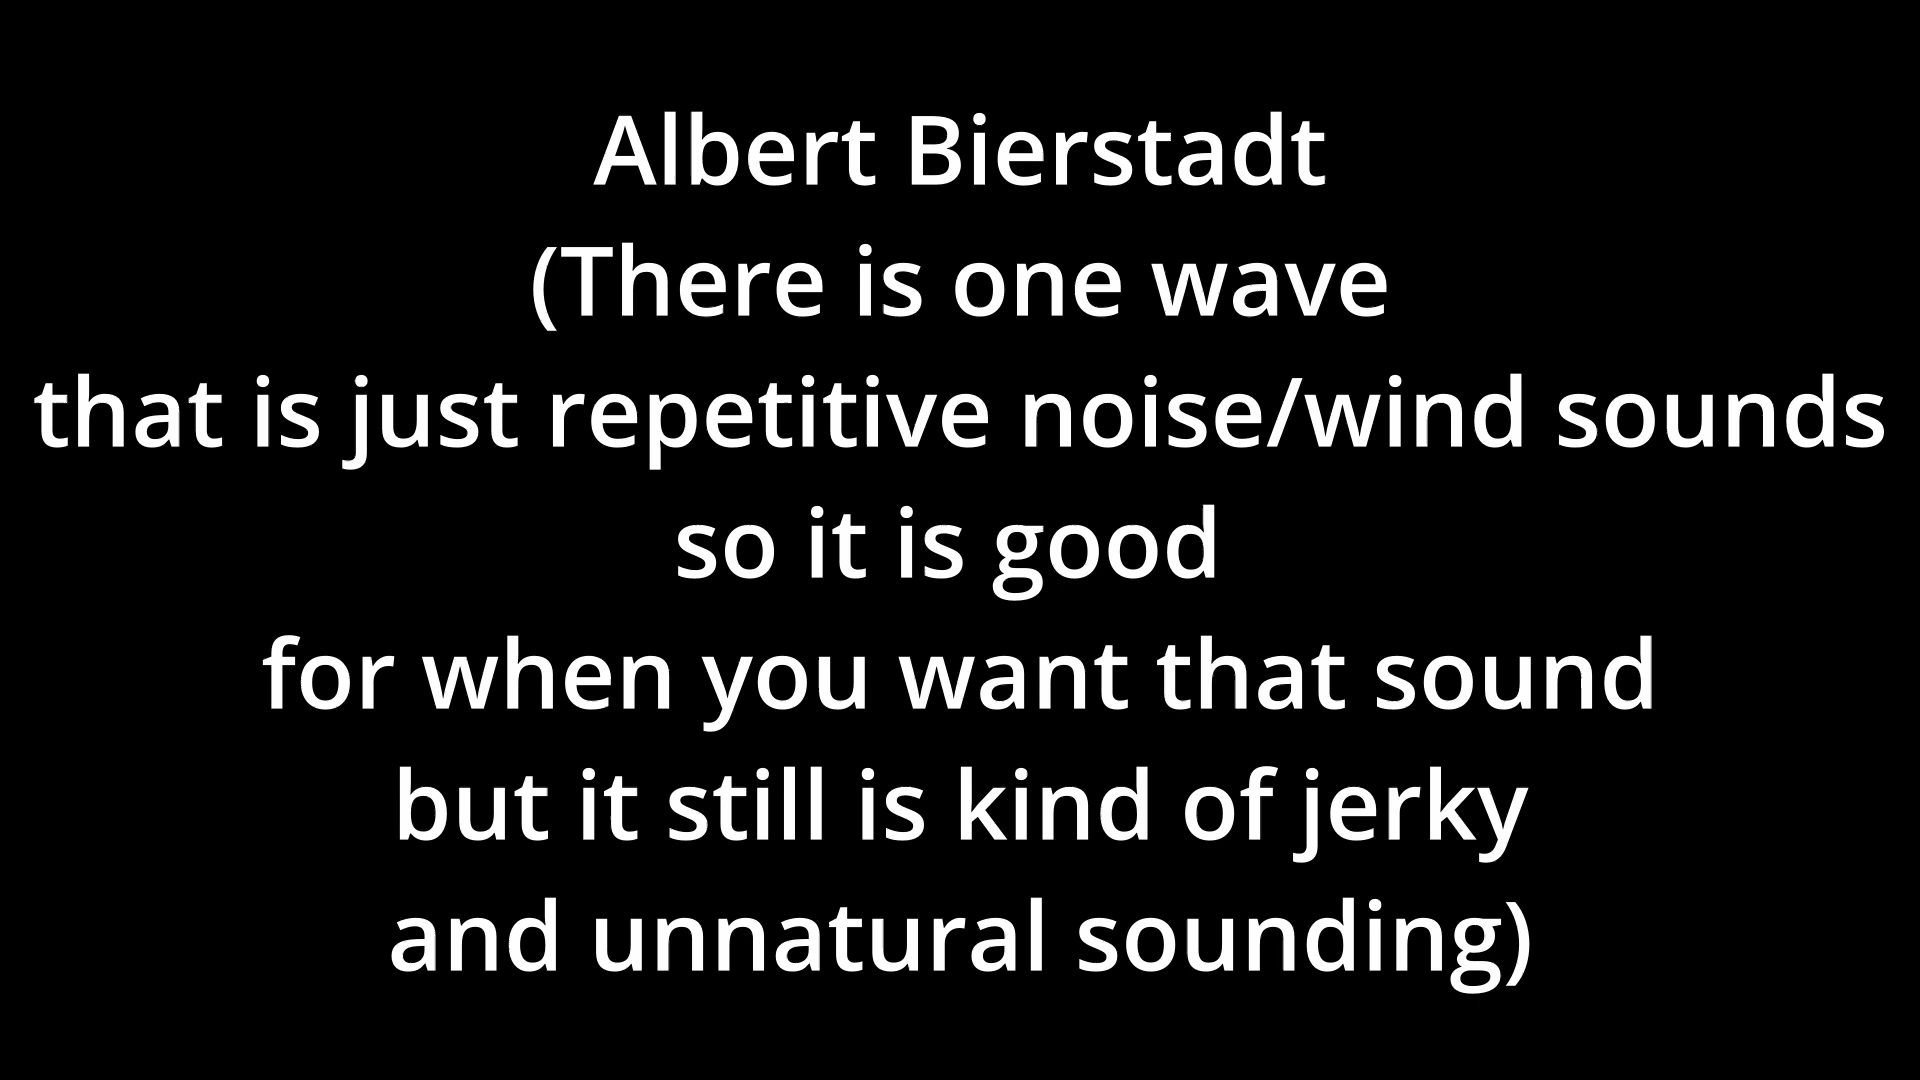 Albert Bierstadt
(There is one wave
that is just repetitive noise/wind sounds
so it is good
for when you want that sound
but it still is kind of jerky
and unnatural sounding)